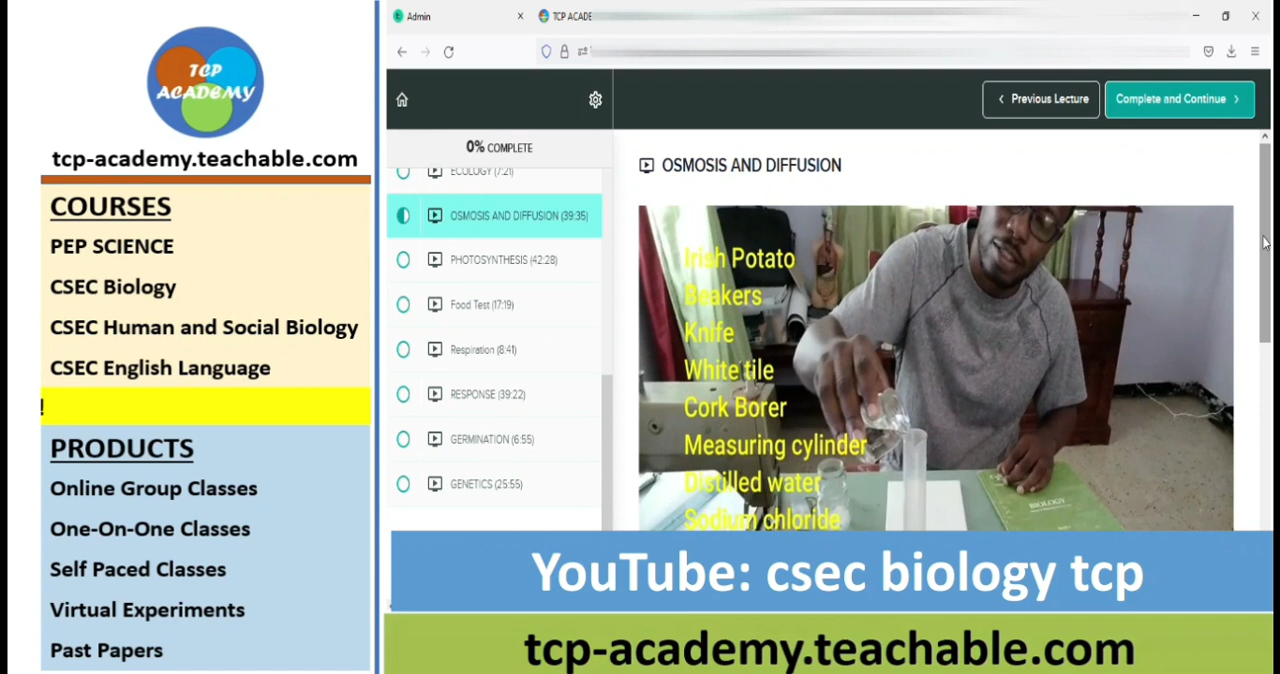 TCP
ACADEMY
tcp-academy.teachable.com
COURSES
PEP SCIENCE
CSEC Biology
CSEC Human and Social Biology
CSEC English Language
!
PRODUCTS
Online Group Classes
One-On-One Classes
Self Paced Classes
Virtual Experiments
Past Papers
Admin
TCP ACADE
Previous Lecture
Complete and Continue
0% COMPLETE
ECOLOGY (7:21)
OSMOSIS AND DIFFUSION (39:35)
PHOTOSYNTHESIS (42:28)
Food Test (17:19)
Respiration (8:41)
RESPONSE (39:22)
GERMINATION (6:55)
GENETICS (25:55)
OSMOSIS AND DIFFUSION
Irish Potato
Beakers
Knife
White tile
Cork Borer
Measuring cylinder
Distilled water
Sodium chloride
BIOLOGY
YouTube: csec biology tcp
tcp-academy.teachable.com